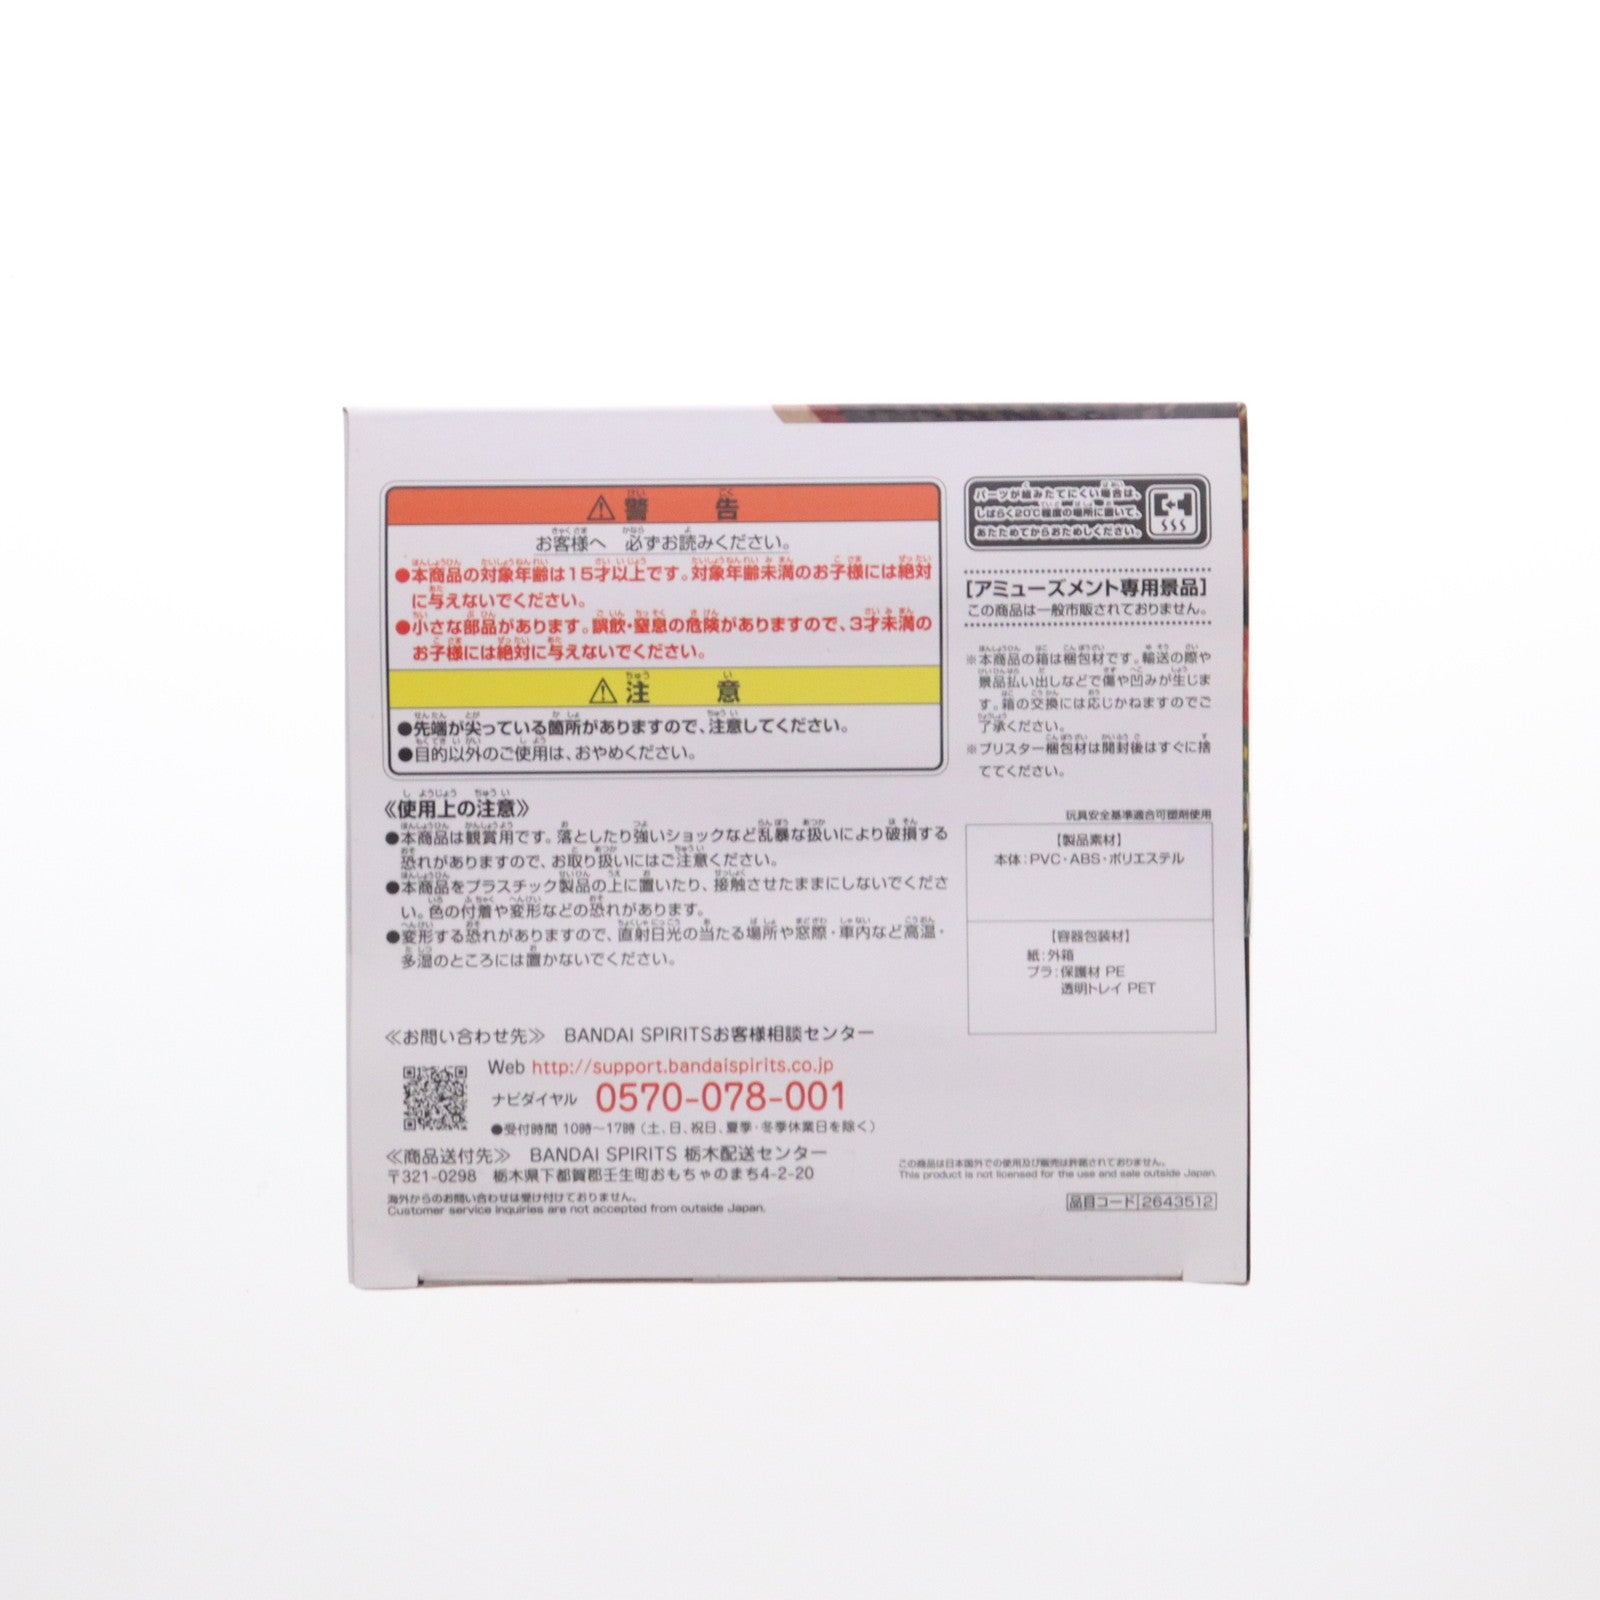 ⚠警 告
お客様へ 必ずお読みください。
●本商品の対象年齢は15才以上です。対象年齢未満のお子様には絶対
に与えないでください。
●小さな部品があります。誤飲・窒息の危険がありますので、3才未満の
お子様には絶対に与えないでください。
⚠注 意
●先端が尖っている箇所がありますので、注意してください。
●目的以外のご使用は、おやめください。
《使用上の注意》
●本商品は観賞用です。落としたり強いショックなど乱暴な扱いにより破損する
恐れがありますので、お取り扱いにはご注意ください。
●本商品をプラスチック製品の上に置いたり、接触させたままにしないでくださ
い。色の付着や変形などの恐れがあります。
●変形する恐れがありますので、直射日光の当たる場所や窓際・車内など高温・
多湿のところには置かないでください。
≪お問い合わせ先≫ BANDAI SPIRITSお客様相談センター
Web http://support.bandaispirits.co.jp
ナビダイヤル 0570-078-001
●受付時間 10時〜17時(土、日、祝日、夏季・冬季休業日を除く)
≪商品送付先≫ BANDAI SPIRITS 栃木配送センター
〒321-0298 栃木県下都賀郡壬生町おもちゃのまち4-2-20
海外からのお問い合わせは受け付けておりません。
Customer service inquiries are not accepted from outside Japan.
パーツが組みたてにくい場合は、
しばらく20℃程度の場所に置いて、
あたためてからおためしください。
[アミューズメント専用景品]
この商品は一般市販されておりません。
※本商品の箱は梱包材です。輸送の際や
景品払い出しなどで傷や凹みが生じま
す。箱の交換には応じかねますのでご
了承ください。
※ブリスター梱包材は開封後はすぐに捨
ててください。
玩具安全基準適合可塑剤使用
【製品素材】
本体:PVC・ABS・ポリエステル
【容器包装材】
紙:外箱
プラ:保護材 PE
透明トレイ PET
この商品は日本国外での使用及び販売は許諾されておりません。
This product is not licensed for the use and sale outside Japan.
品目コード 2643512